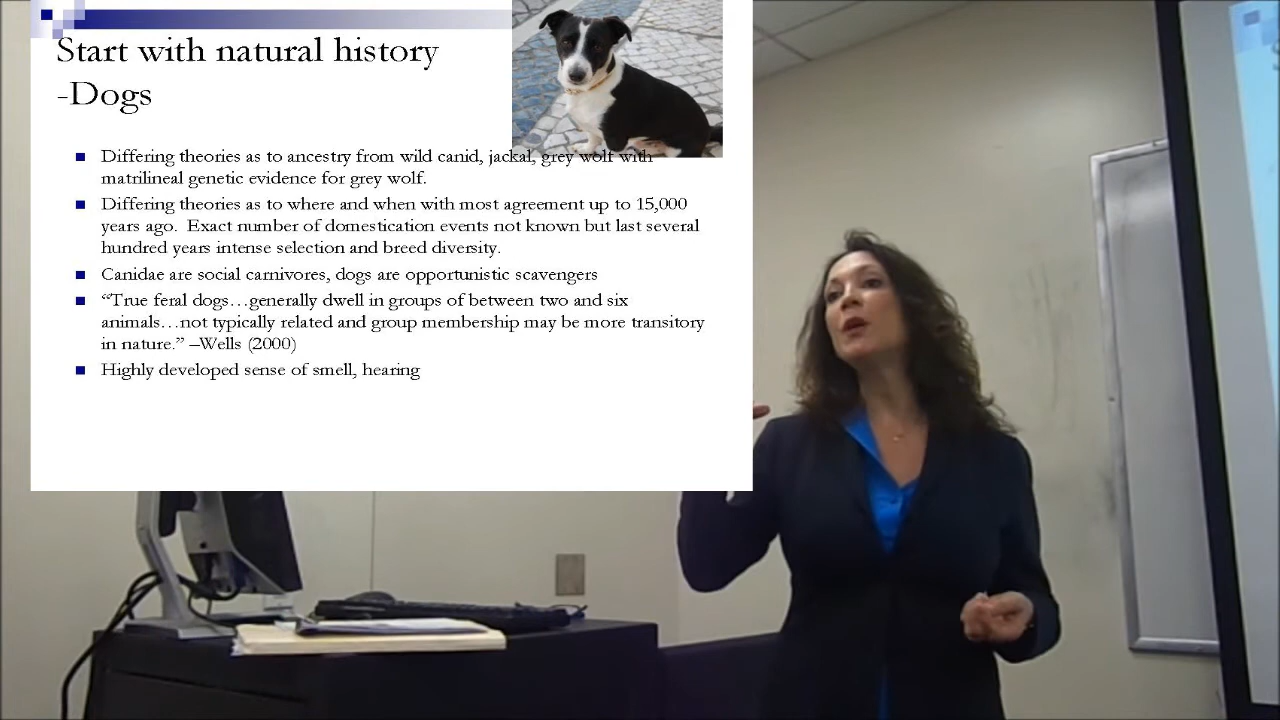 Start with natural history
-Dogs
Differing theories as to ancestry from wild canid, jackal, grey wolf with
matrilineal genetic evidence for grey wolf.
Differing theories as to where and when with most agreement up to 15,000
years ago.  Exact number of domestication events not known but last several
hundred years intense selection and breed diversity.
Canidae are social carnivores, dogs are opportunistic scavengers
“True feral dogs…generally dwell in groups of between two and six
animals…not typically related and group membership may be more transitory
in nature.” –Wells (2000)
Highly developed sense of smell, hearing